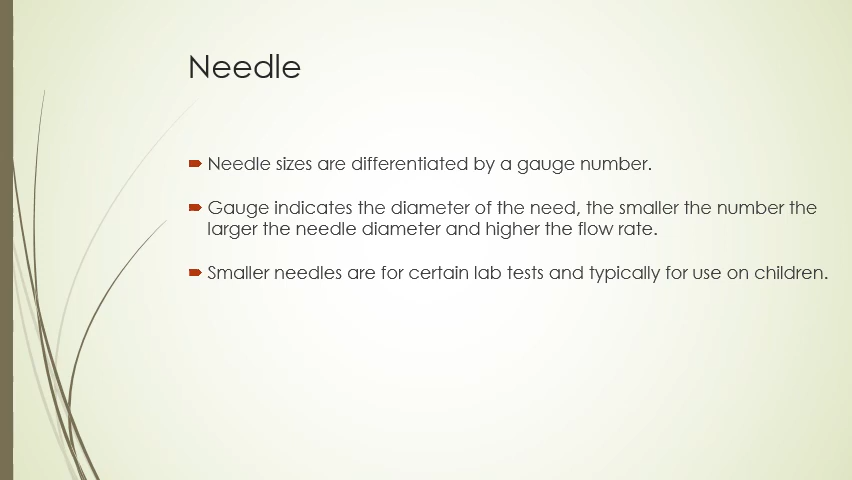 Needle
Needle sizes are differentiated by a gauge number.
Gauge indicates the diameter of the need, the smaller the number the
larger the needle diameter and higher the flow rate.
Smaller needles are for certain lab tests and typically for use on children.